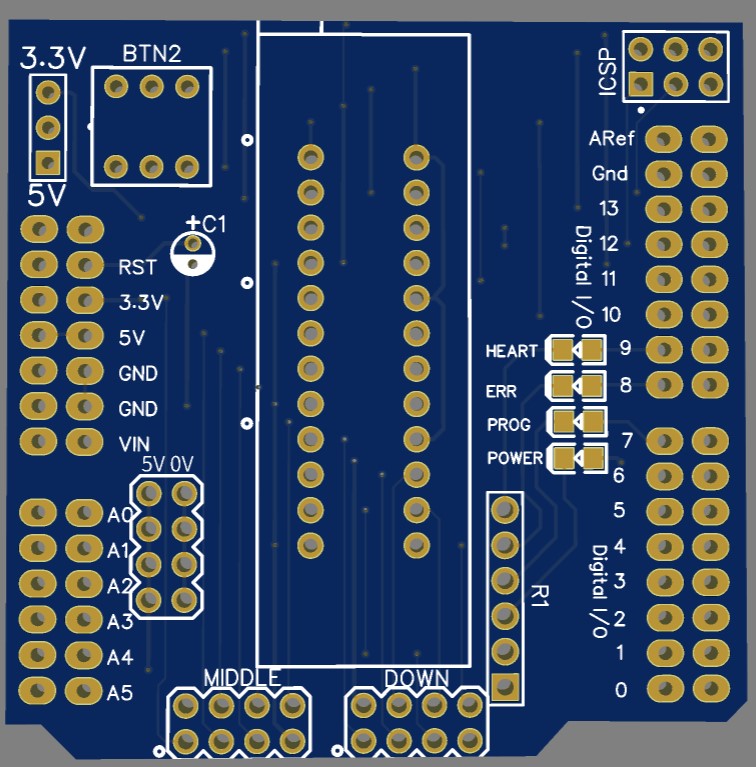 3.3V
BTN2
ICSP
5V
+C1
RST
3.3V
5V
GND
GND
VIN
5V 0V
A0
A1
A2
A3
A4
A5
MIDDLE
DOWN
R1
HEART
ERR
PROG
POWER
ARef
Gnd
13
12
11
10
9
8
Digital I/O
7
6
5
4
3
2
1
0
Digital I/O